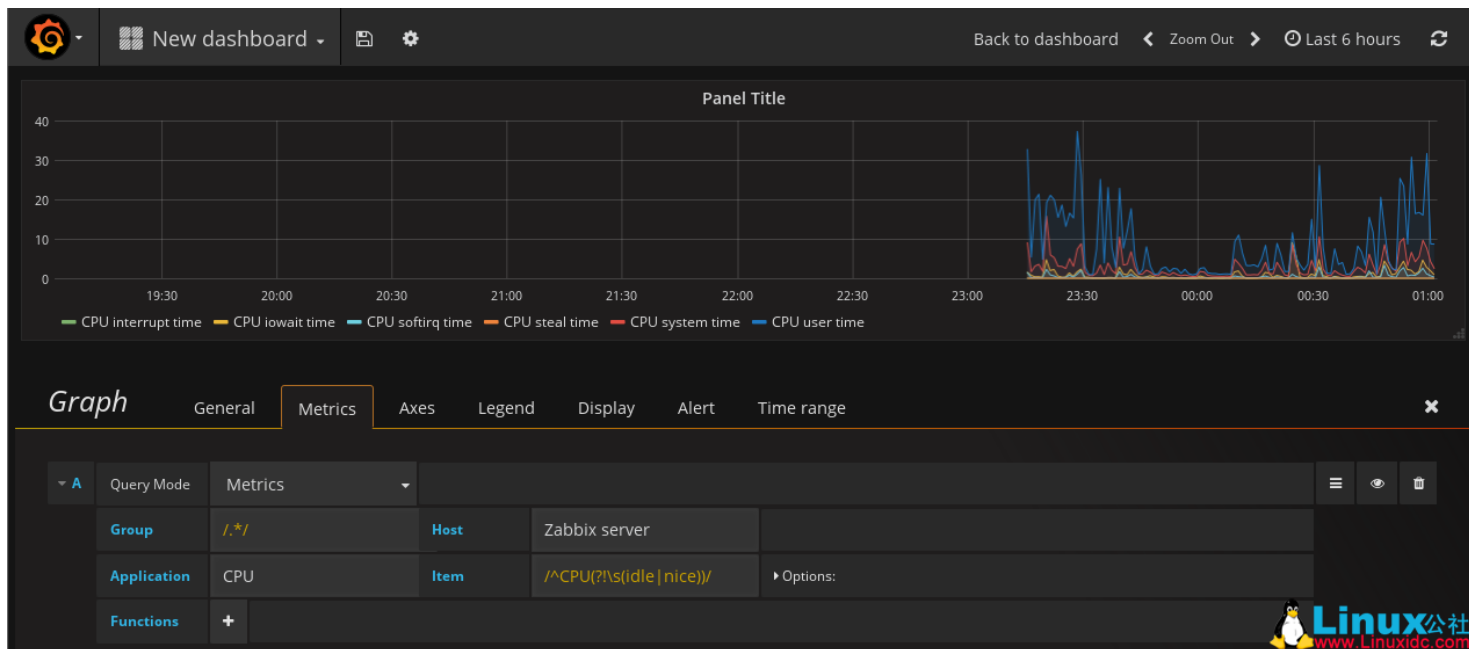 New dashboard
Back to dashboard Zoom Out Last 6 hours
Panel Title
40
30
20
10
0
19:30 20:00 20:30 21:00 21:30 22:00 22:30 23:00 23:30 00:00 00:30 01:00
CPU interrupt time CPU iowait time CPU softirq time CPU steal time CPU system time CPU user time
Graph General Metrics Axes Legend Display Alert Time range
A Query Mode Metrics
Group /.*/ Host Zabbix server
Application CPU Item /^CPU(?!\s(idle|nice))/ Options:
Functions +
Linux公社
www.Linuxidc.com